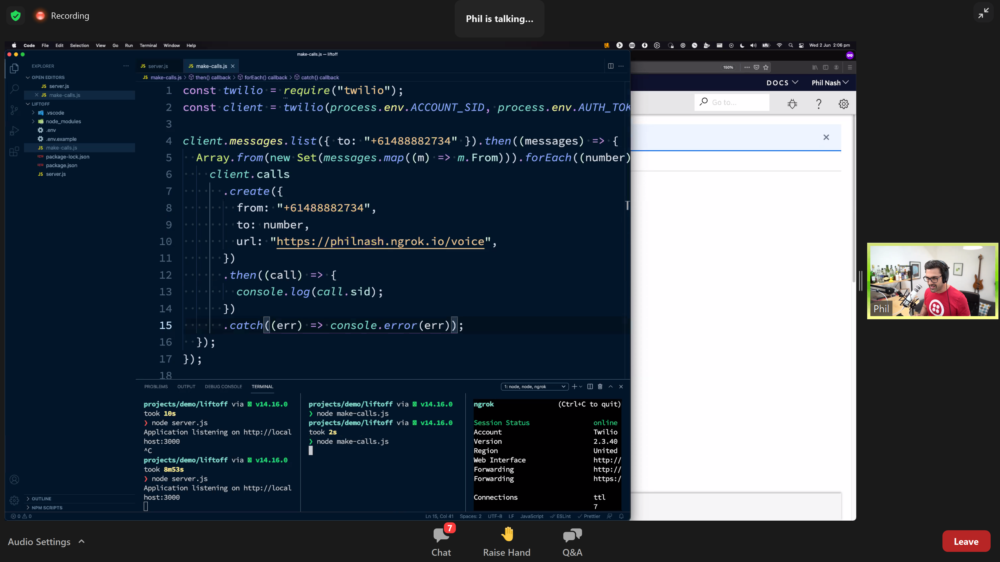 Recording
Phil is talking...
Code File Edit Selection View Go Run Terminal Window Help
Wed 2 Jun 2:06 pm
make-calls.js — liftoff
EXPLORER
OPEN EDITORS
JS server.js
JS make-calls.js
LIFTOFF
.vscode
node_modules
.env
.env.example
JS make-calls.js
package-lock.json
package.json
JS server.js
OUTLINE
NPM SCRIPTS
JS server.js
JS make-calls.js
JS make-calls.js > then() callback > forEach() callback > catch() callback
1 const twilio = require("twilio");
2 const client = twilio(process.env.ACCOUNT_SID, process.env.AUTH_TOK
3
4 client.messages.list({ to: "+61488882734" }).then((messages) => {
5 Array.from(new Set(messages.map((m) => m.From))).forEach((number)
6 client.calls
7 .create({
8 from: "+61488882734",
9 to: number,
10 url: "https://philnash.ngrok.io/voice",
11 })
12 .then((call) => {
13 console.log(call.sid);
14 })
15 .catch((err) => console.error(err));
16 });
17 });
18
PROBLEMS OUTPUT DEBUG CONSOLE TERMINAL
1: node, node, ngrok
projects/demo/liftoff via v14.16.0
took 10s
❯ node server.js
Application listening on http://local
host:3000
^C
projects/demo/liftoff via v14.16.0
took 8m53s
❯ node server.js
Application listening on http://local
host:3000
projects/demo/liftoff via v14.16.0
❯ node make-calls.js
projects/demo/liftoff via v14.16.0
took 2s
❯ node make-calls.js
ngrok (Ctrl+C to quit)
Session Status online
Account Twilio
Version 2.3.40
Region United
Web Interface http://
Forwarding http://
Forwarding https:/
Connections ttl
7
0 0
Ln 15, Col 41 Spaces: 2 UTF-8 LF JavaScript ESLint Prettier
150%
DOCS Phil Nash
Go to...
Phil
Audio Settings
7
Chat
Raise Hand
Q&A
Leave